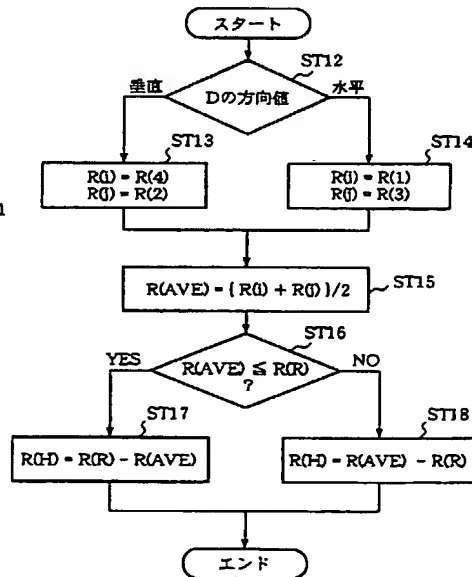 スタート
ST12
垂直
Dの方向値
水平
ST13
R(i) = R(4)
R(j) = R(2)
ST14
R(i) = R(1)
R(j) = R(3)
1
R(AVE) = { R(i) + R(j) }/2
ST15
ST16
YES
R(AVE) ≦ R(R)
?
NO
ST17
R(H) = R(R) - R(AVE)
ST18
R(H) = R(AVE) - R(R)
エンド